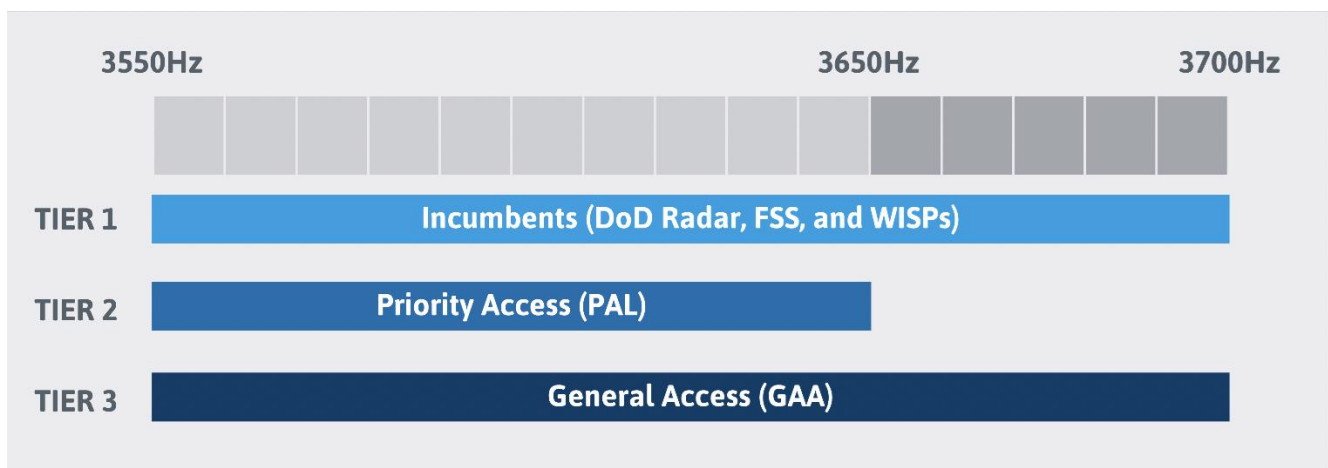 3550Hz 3650Hz 3700Hz
TIER 1 Incumbents (DoD Radar, FSS, and WISPs)
TIER 2 Priority Access (PAL)
TIER 3 General Access (GAA)